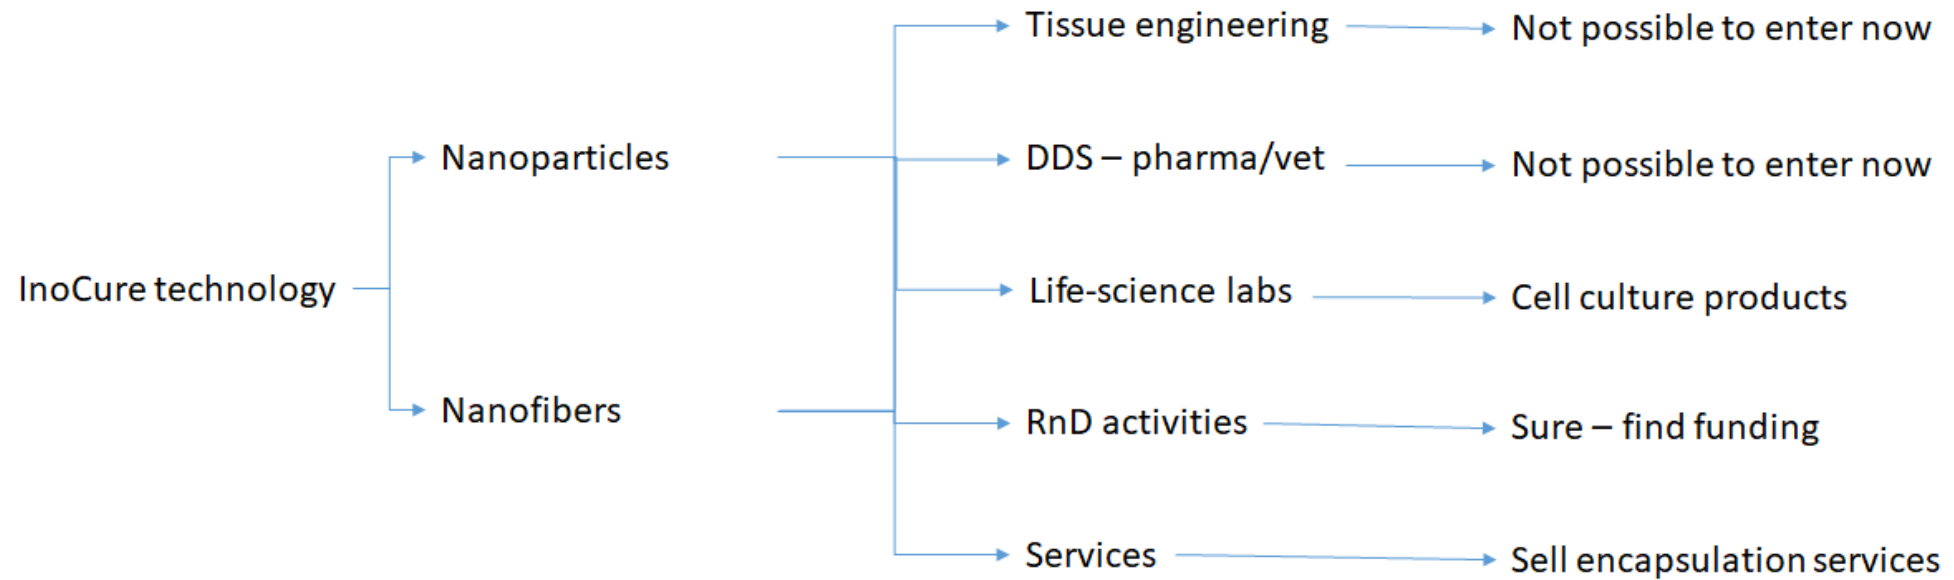 Tissue engineering
Not possible to enter now
Nanoparticles
DDS – pharma/vet
Not possible to enter now
InoCure technology
Life-science labs
Cell culture products
Nanofibers
RnD activities
Sure – find funding
Services
Sell encapsulation services